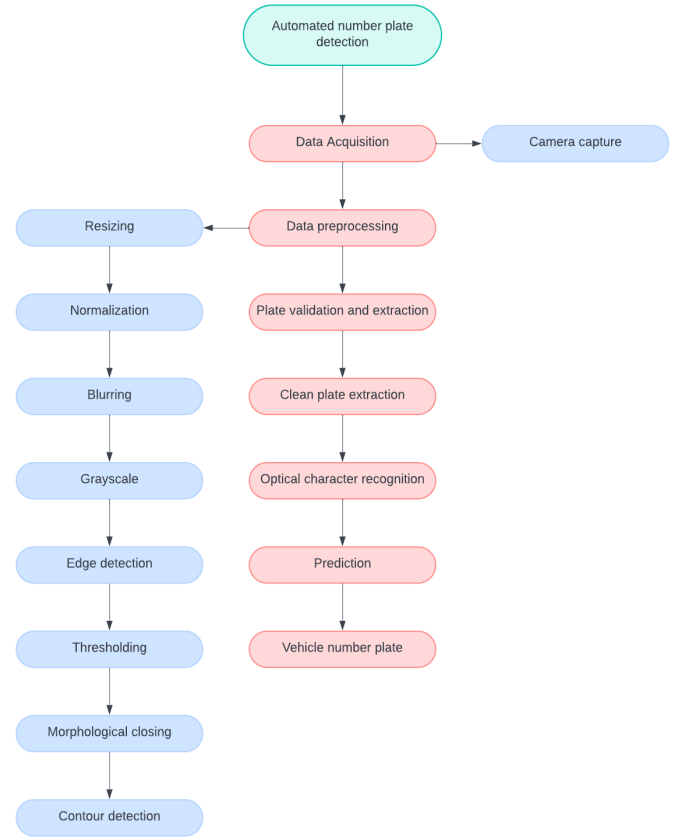 Automated number plate
detection
Data Acquisition
Camera capture
Resizing
Data preprocessing
Normalization
Plate validation and extraction
Blurring
Clean plate extraction
Grayscale
Optical character recognition
Edge detection
Prediction
Thresholding
Vehicle number plate
Morphological closing
Contour detection